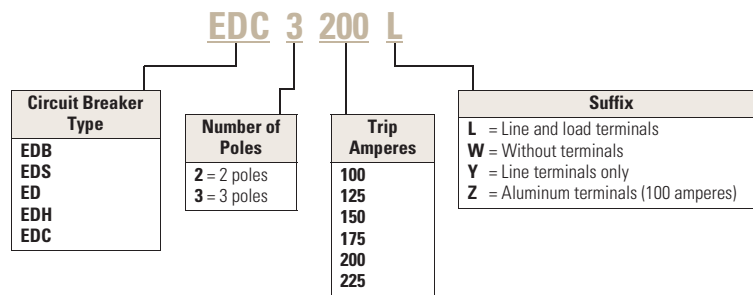 EDC 3 200 L
Circuit Breaker
Type
EDB
EDS
ED
EDH
EDC
Number of
Poles
2 = 2 poles
3 = 3 poles
Trip
Amperes
100
125
150
175
200
225
Suffix
L = Line and load terminals
W = Without terminals
Y = Line terminals only
Z = Aluminum terminals (100 amperes)